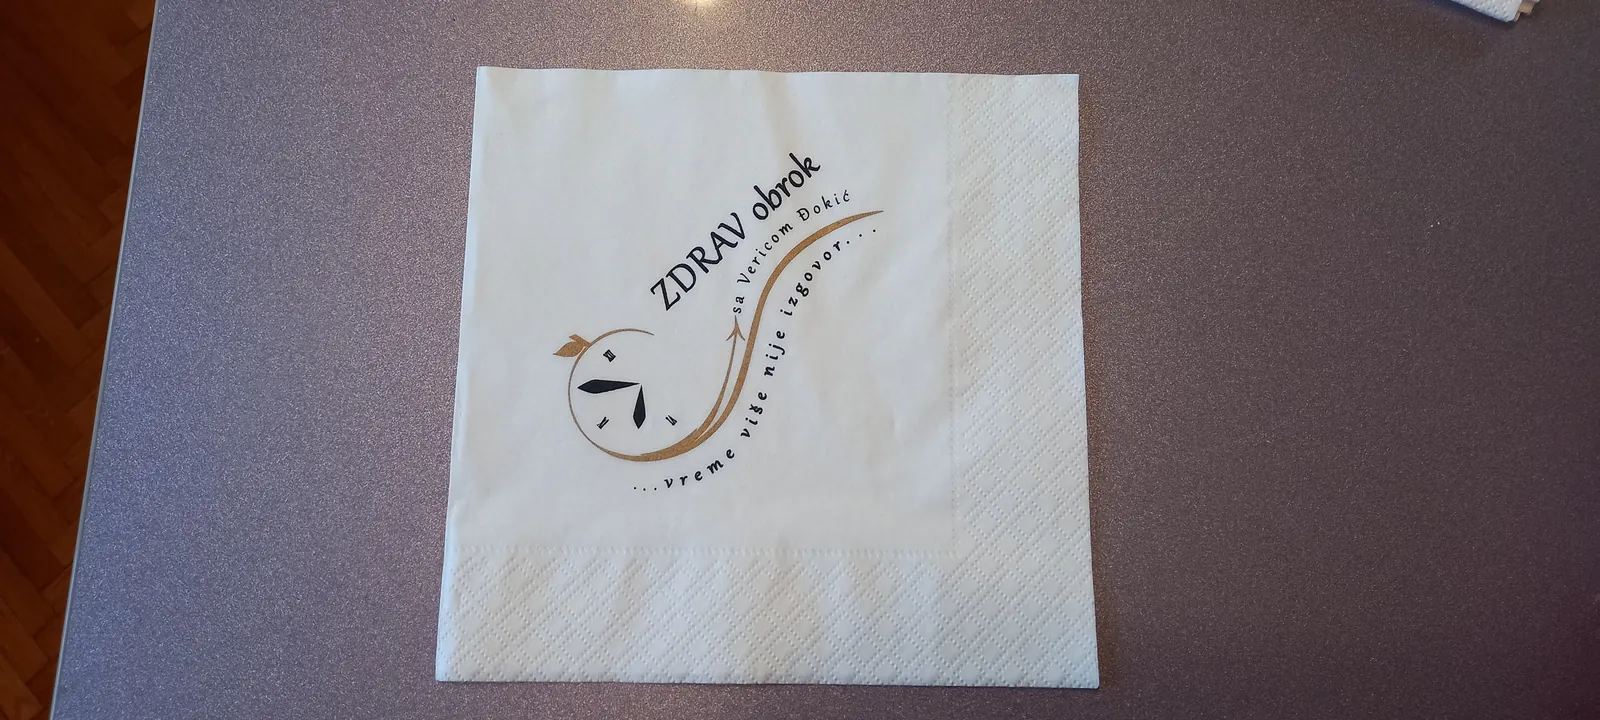 ZDRAV obrok
sa Vericom Đokić
...vreme više nije izgovor...